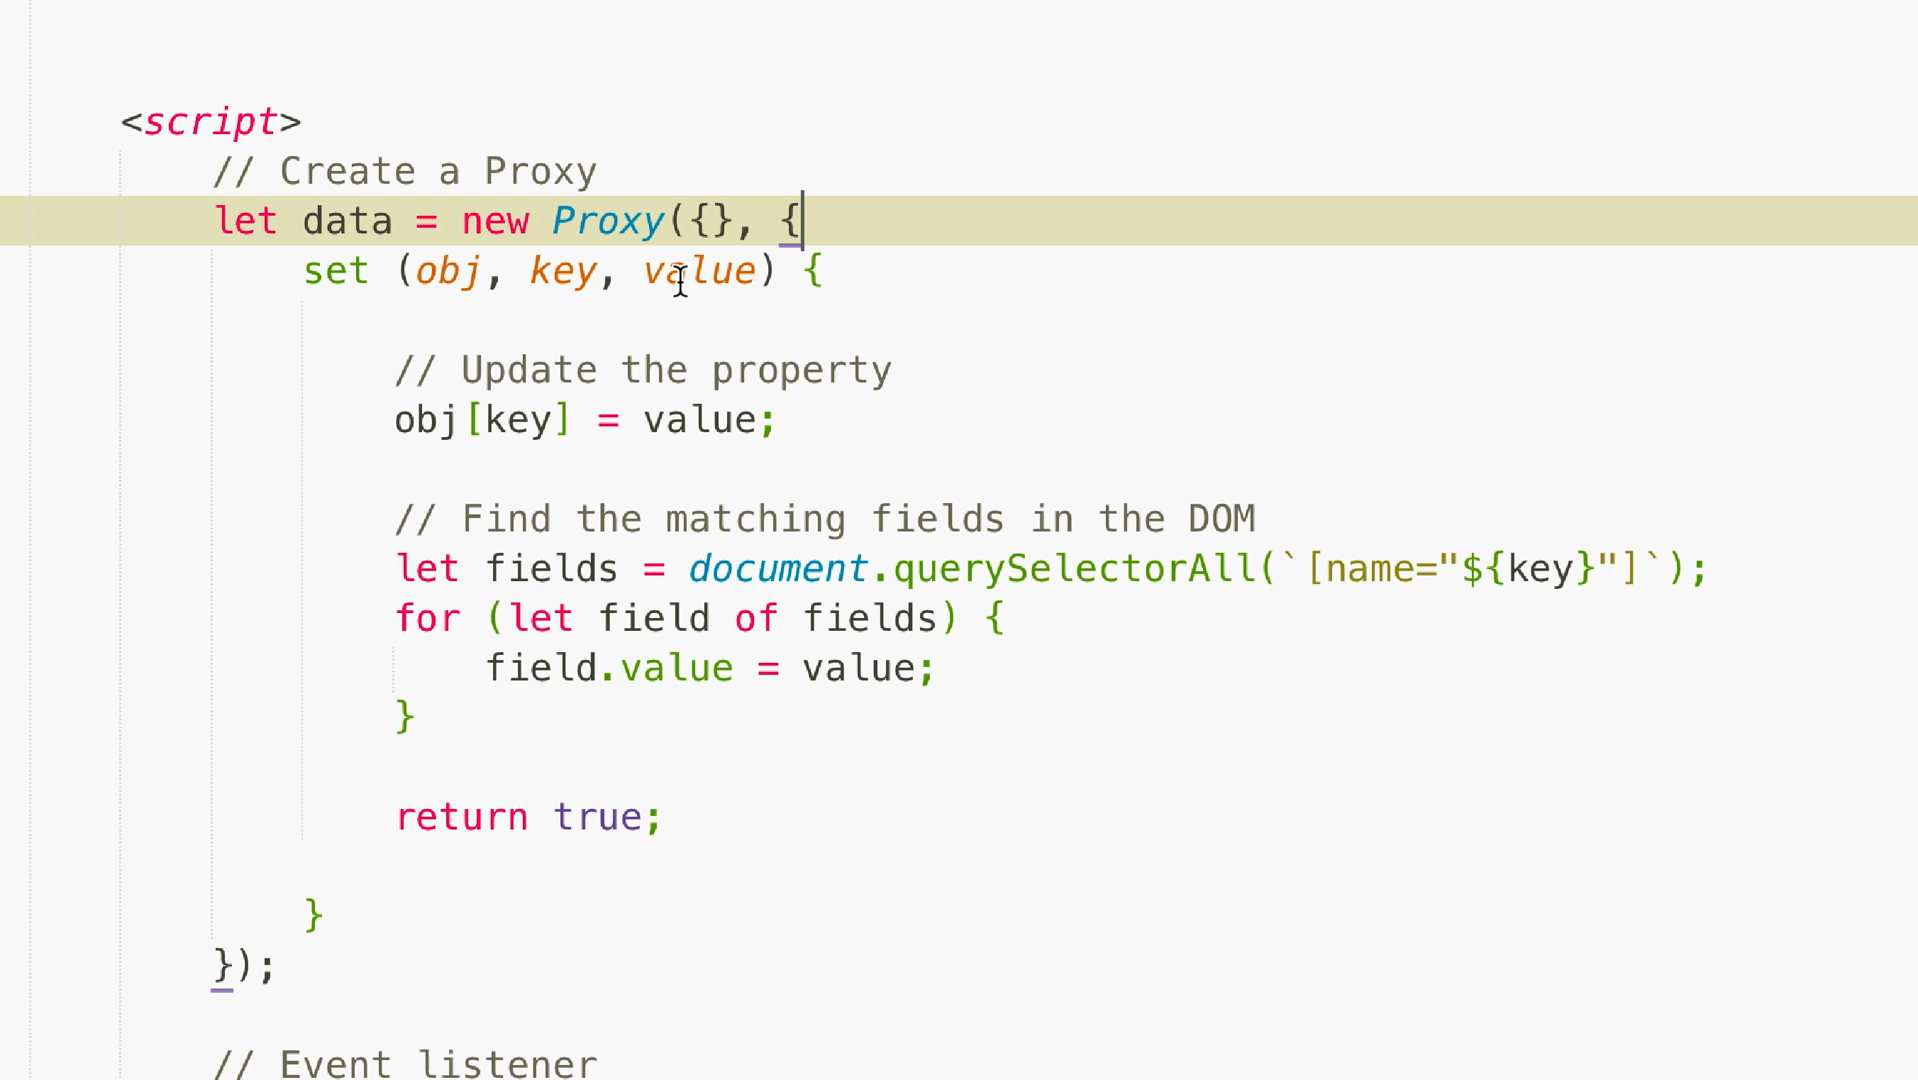 <script>
// Create a Proxy
let data = new Proxy({}, {
set (obj, key, value) {
// Update the property
obj[key] = value;
// Find the matching fields in the DOM
let fields = document.querySelectorAll(`[name="${key}"]`);
for (let field of fields) {
field.value = value;
}
return true;
}
});
// Event listener